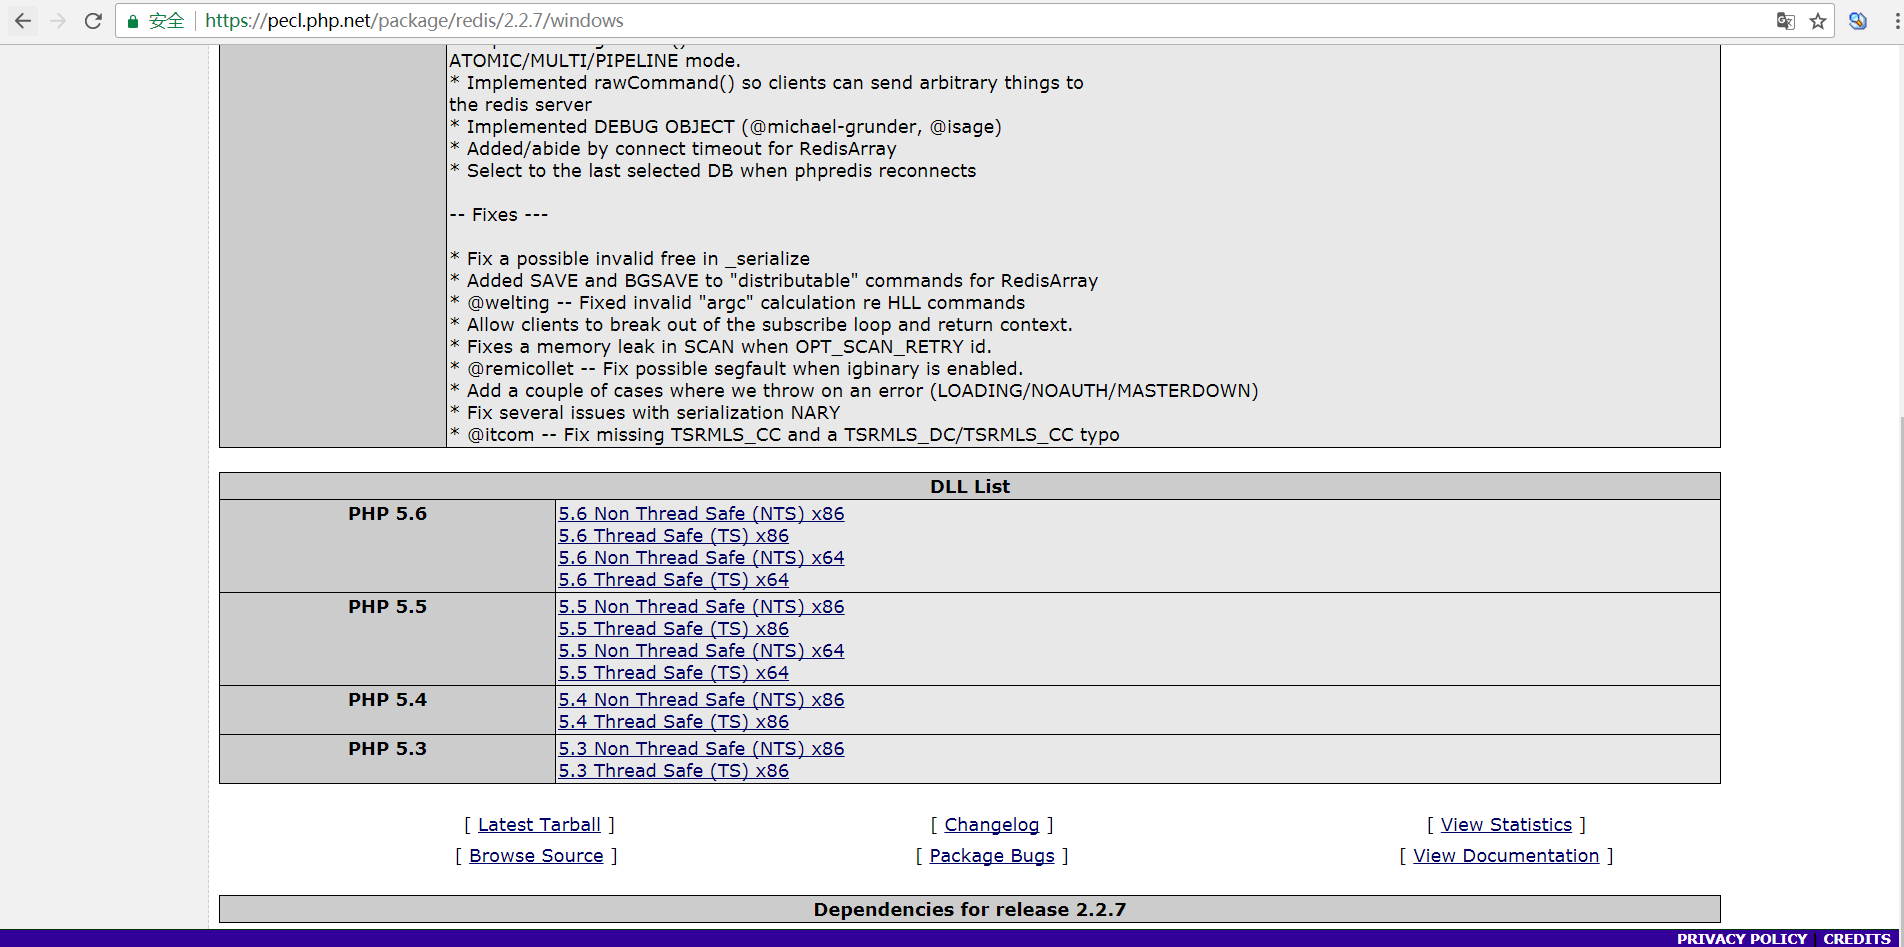 安全 https://pecl.php.net/package/redis/2.2.7/windows
ATOMIC/MULTI/PIPELINE mode.
* Implemented rawCommand() so clients can send arbitrary things to
the redis server
* Implemented DEBUG OBJECT (@michael-grunder, @isage)
* Added/abide by connect timeout for RedisArray
* Select to the last selected DB when phpredis reconnects
-- Fixes ---
* Fix a possible invalid free in _serialize
* Added SAVE and BGSAVE to "distributable" commands for RedisArray
* @welting -- Fixed invalid "argc" calculation re HLL commands
* Allow clients to break out of the subscribe loop and return context.
* Fixes a memory leak in SCAN when OPT_SCAN_RETRY id.
* @remicollet -- Fix possible segfault when igbinary is enabled.
* Add a couple of cases where we throw on an error (LOADING/NOAUTH/MASTERDOWN)
* Fix several issues with serialization NARY
* @itcom -- Fix missing TSRMLS_CC and a TSRMLS_DC/TSRMLS_CC typo
DLL List
PHP 5.6
5.6 Non Thread Safe (NTS) x86
5.6 Thread Safe (TS) x86
5.6 Non Thread Safe (NTS) x64
5.6 Thread Safe (TS) x64
PHP 5.5
5.5 Non Thread Safe (NTS) x86
5.5 Thread Safe (TS) x86
5.5 Non Thread Safe (NTS) x64
5.5 Thread Safe (TS) x64
PHP 5.4
5.4 Non Thread Safe (NTS) x86
5.4 Thread Safe (TS) x86
PHP 5.3
5.3 Non Thread Safe (NTS) x86
5.3 Thread Safe (TS) x86
[ Latest Tarball ] [ Changelog ] [ View Statistics ]
[ Browse Source ] [ Package Bugs ] [ View Documentation ]
Dependencies for release 2.2.7
PRIVACY POLICY | CREDITS